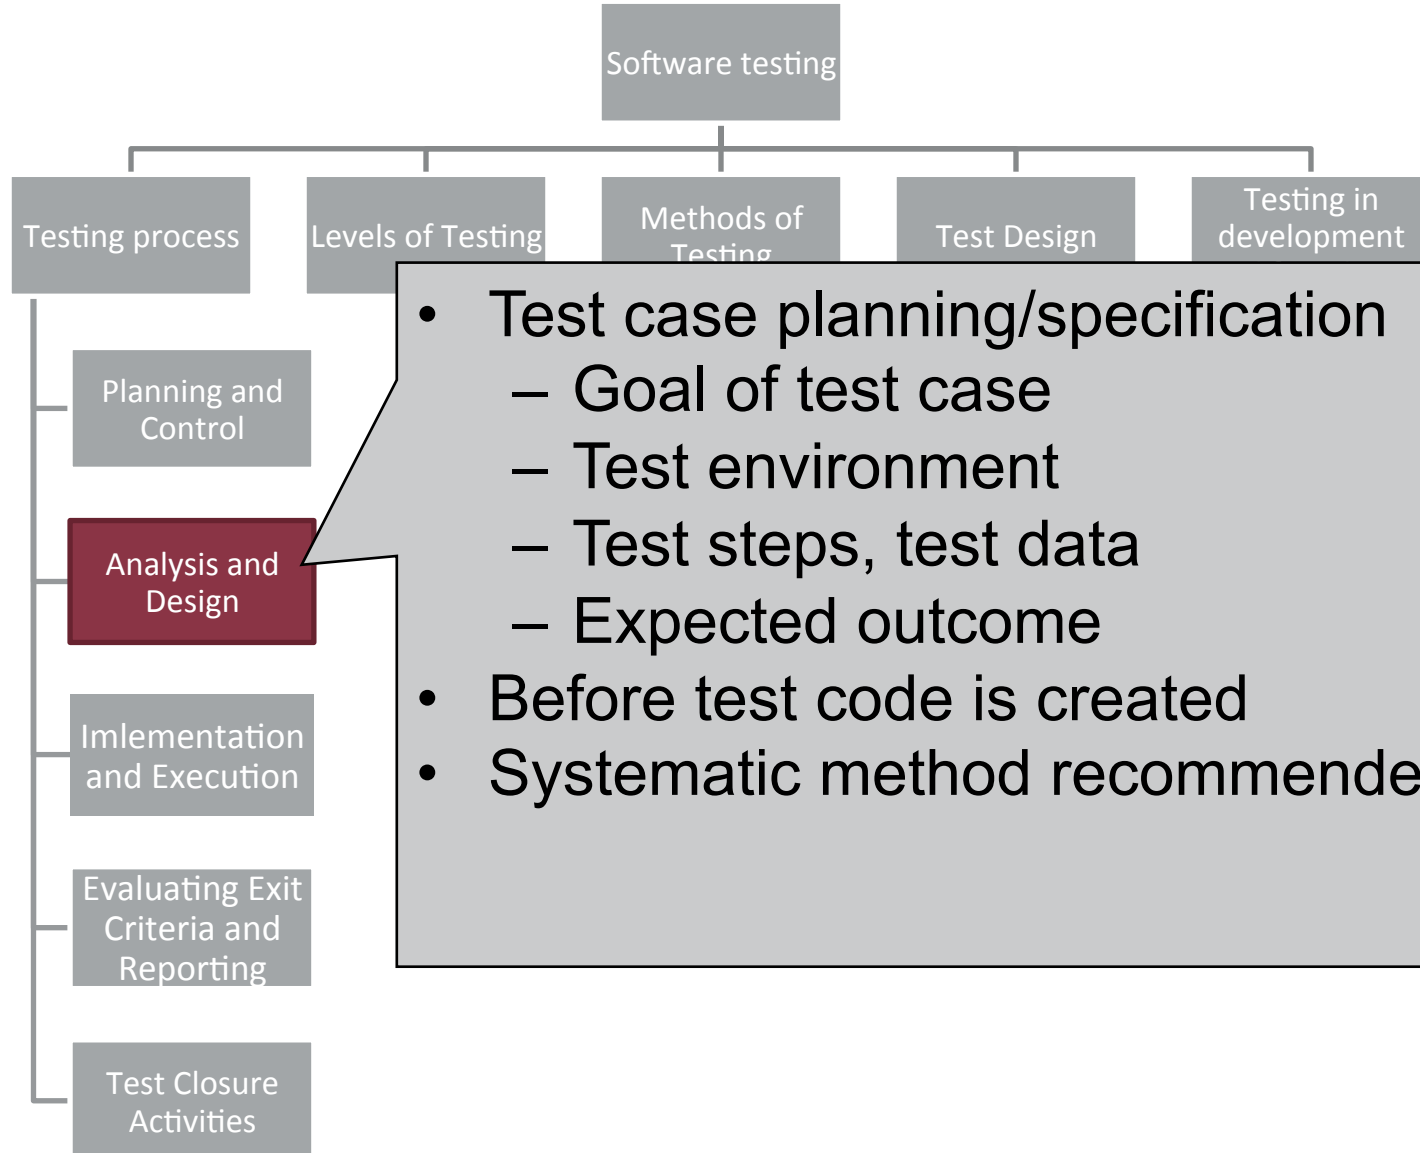 Software testing
Testing process
Levels of Testing
Methods of
Testing
Test Design
Testing in
development
• Test case planning/specification
– Goal of test case
– Test environment
– Test steps, test data
– Expected outcome
• Before test code is created
• Systematic method recommende
Planning and
Control
Analysis and
Design
Imlementation
and Execution
Evaluating Exit
Criteria and
Reporting
Test Closure
Activities